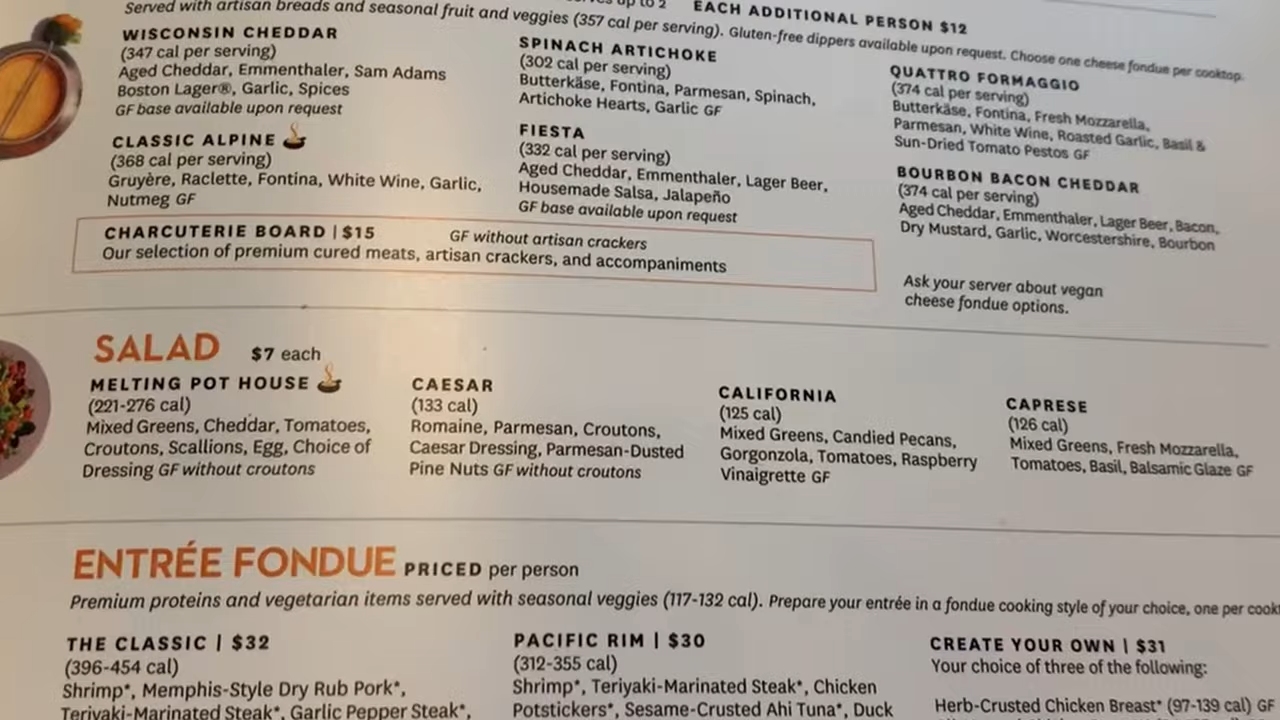 up to 2 EACH ADDITIONAL PERSON $12
Served with artisan breads and seasonal fruit and veggies (357 cal per serving). Gluten-free dippers available upon request. Choose one cheese fondue per cooktop.
WISCONSIN CHEDDAR
(347 cal per serving)
Aged Cheddar, Emmenthaler, Sam Adams
Boston Lager®, Garlic, Spices
GF base available upon request
CLASSIC ALPINE
(368 cal per serving)
Gruyère, Raclette, Fontina, White Wine, Garlic,
Nutmeg GF
SPINACH ARTICHOKE
(302 cal per serving)
Butterkäse, Fontina, Parmesan, Spinach,
Artichoke Hearts, Garlic GF
FIESTA
(332 cal per serving)
Aged Cheddar, Emmenthaler, Lager Beer,
Housemade Salsa, Jalapeño
GF base available upon request
QUATTRO FORMAGGIO
(374 cal per serving)
Butterkäse, Fontina, Fresh Mozzarella,
Parmesan, White Wine, Roasted Garlic, Basil &
Sun-Dried Tomato Pestos GF
BOURBON BACON CHEDDAR
(374 cal per serving)
Aged Cheddar, Emmenthaler, Lager Beer, Bacon,
Dry Mustard, Garlic, Worcestershire, Bourbon
CHARCUTERIE BOARD | $15 GF without artisan crackers
Our selection of premium cured meats, artisan crackers, and accompaniments
Ask your server about vegan
cheese fondue options.
SALAD $7 each
MELTING POT HOUSE
(221-276 cal)
Mixed Greens, Cheddar, Tomatoes,
Croutons, Scallions, Egg, Choice of
Dressing GF without croutons
CAESAR
(133 cal)
Romaine, Parmesan, Croutons,
Caesar Dressing, Parmesan-Dusted
Pine Nuts GF without croutons
CALIFORNIA
(125 cal)
Mixed Greens, Candied Pecans,
Gorgonzola, Tomatoes, Raspberry
Vinaigrette GF
CAPRESE
(126 cal)
Mixed Greens, Fresh Mozzarella,
Tomatoes, Basil, Balsamic Glaze GF
ENTRÉE FONDUE PRICED per person
Premium proteins and vegetarian items served with seasonal veggies (117-132 cal). Prepare your entrée in a fondue cooking style of your choice, one per
THE CLASSIC | $32
(396-454 cal)
Shrimp*, Memphis-Style Dry Rub Pork*,
Teriyaki-Marinated Steak*, Garlic Pepper Steak*,
PACIFIC RIM | $30
(312-355 cal)
Shrimp*, Teriyaki-Marinated Steak*, Chicken
Potstickers*, Sesame-Crusted Ahi Tuna*, Duck
CREATE YOUR OWN | $31
Your choice of three of the following:
Herb-Crusted Chicken Breast* (97-139 cal) GF